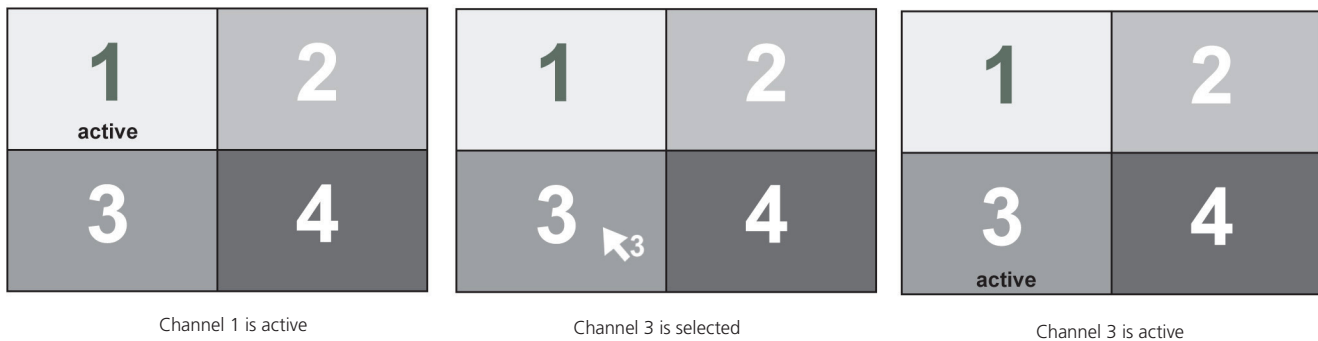 1 2
active
3 4
Channel 1 is active
1 2
3 3 4
Channel 3 is selected
1 2
3 4
active
Channel 3 is active